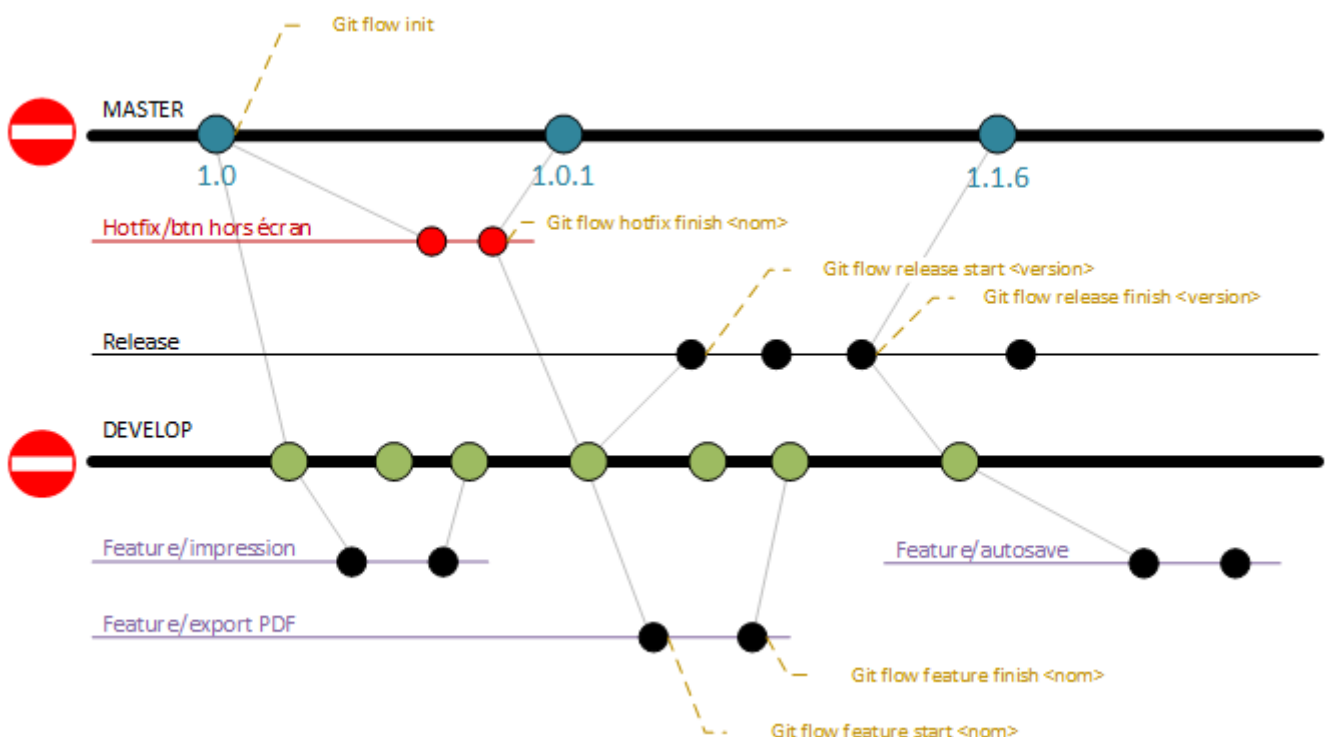 Git flow init
MASTER
1.0
1.0.1
1.1.6
Hotfix/btn hors écran
Git flow hotfix finish <nom>
Git flow release start <version>
Git flow release finish <version>
Release
DEVELOP
Feature/impression
Feature/autosave
Feature/export PDF
Git flow feature finish <nom>
Git flow feature start <nom>